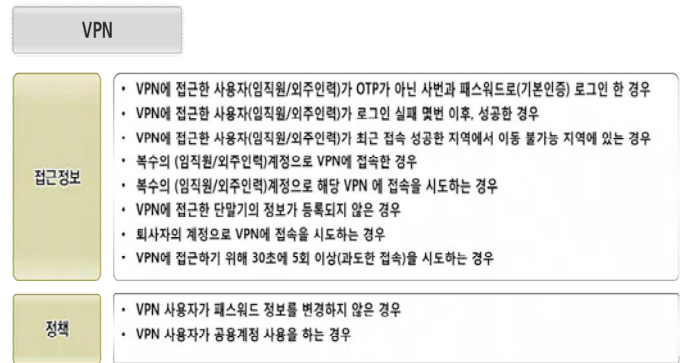 VPN
접근정보
• VPN에 접근한 사용자(임직원/외주인력)가 OTP가 아닌 사번과 패스워드로(기본인증) 로그인 한 경우
• VPN에 접근한 사용자(임직원/외주인력)가 로그인 실패 몇번 이후, 성공한 경우
• VPN에 접근한 사용자(임직원/외주인력)가 최근 접속 성공한 지역에서 이동 불가능 지역에 있는 경우
• 복수의 (임직원/외주인력)계정으로 VPN에 접속한 경우
• 복수의 (임직원/외주인력)계정으로 해당 VPN 에 접속을 시도하는 경우
• VPN에 접근한 단말기의 정보가 등록되지 않은 경우
• 퇴사자의 계정으로 VPN에 접속을 시도하는 경우
• VPN에 접근하기 위해 30초에 5회 이상(과도한 접속)을 시도하는 경우
정책
• VPN 사용자가 패스워드 정보를 변경하지 않은 경우
• VPN 사용자가 공용계정 사용을 하는 경우